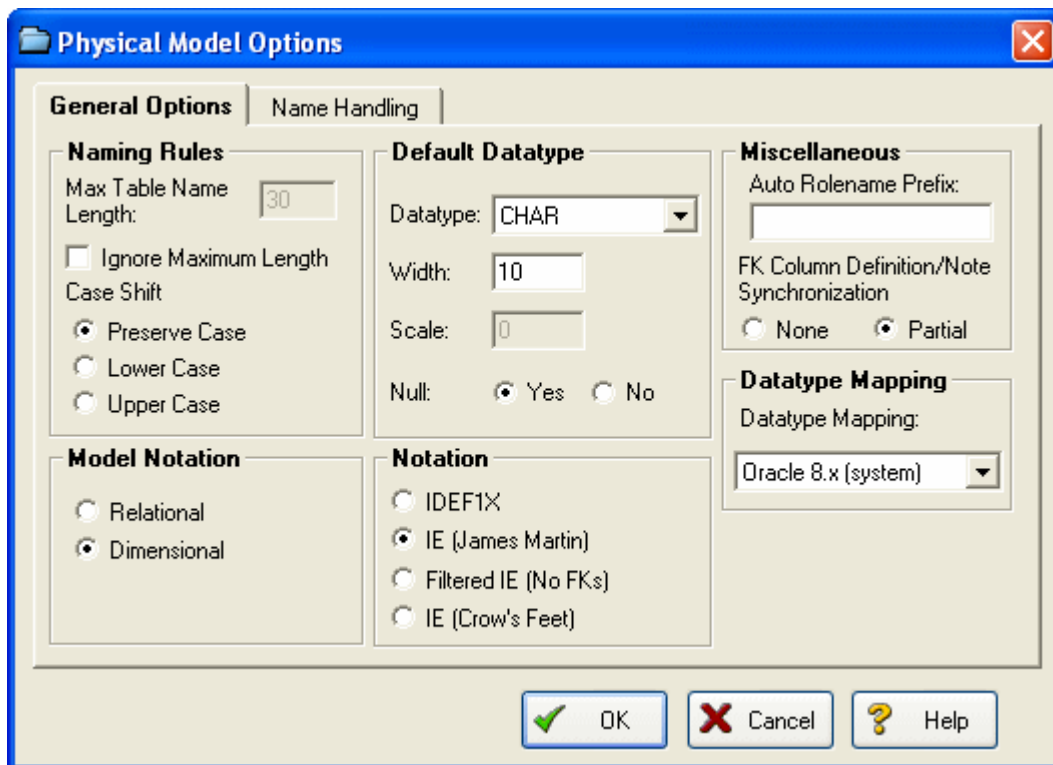 Physical Model Options
General Options
Name Handling
Naming Rules
Max Table Name
Length:
30
Ignore Maximum Length
Case Shift
Preserve Case
Lower Case
Upper Case
Default Datatype
Datatype: CHAR
Width: 10
Scale: 0
Null: Yes No
Miscellaneous
Auto Rolename Prefix:
FK Column Definition/Note
Synchronization
None Partial
Datatype Mapping
Datatype Mapping:
Oracle 8.x (system)
Model Notation
Relational
Dimensional
Notation
IDEF1X
IE (James Martin)
Filtered IE (No FKs)
IE (Crow's Feet)
OK Cancel Help